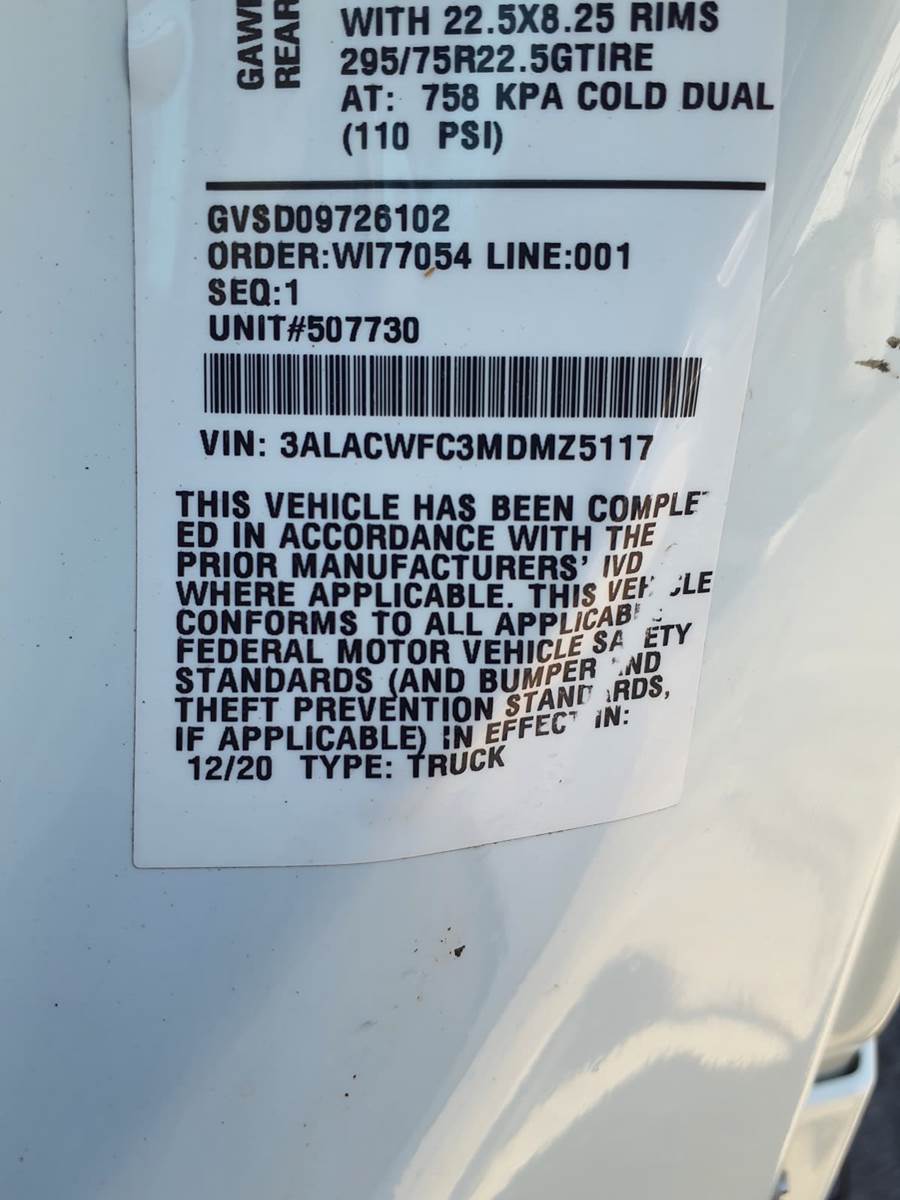 GAWR
REAR
WITH 22.5X8.25 RIMS
295/75R22.5GTIRE
AT: 758 KPA COLD DUAL
(110 PSI)
GVSD09726102
ORDER:WI77054 LINE:001
SEQ:1
UNIT#507730
VIN: 3ALACWFC3MDMZ5117
THIS VEHICLE HAS BEEN COMPLET
ED IN ACCORDANCE WITH THE
PRIOR MANUFACTURERS' IVD
WHERE APPLICABLE. THIS VEHICLE
CONFORMS TO ALL APPLICABLE
FEDERAL MOTOR VEHICLE SAFETY
STANDARDS (AND BUMPER AND
THEFT PREVENTION STANDARDS,
IF APPLICABLE) IN EFFECT IN:
12/20 TYPE: TRUCK